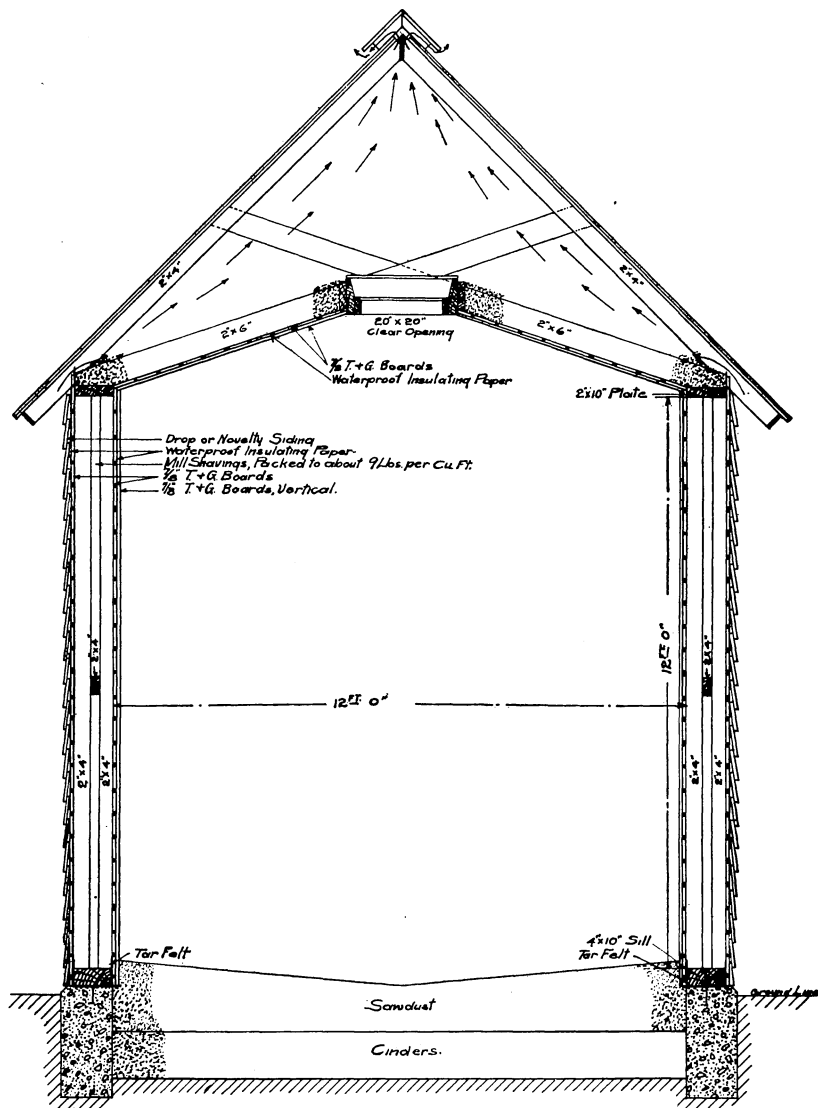 2"x4"
2"x4"
2"x6"
20"x20"
Clear Opening
2"x6"
7/8 T.+G. Boards
Waterproof Insulating Paper
2"x10" Plate
Drop or Novelty Siding
Waterproof Insulating Paper
Mill Shavings, Packed to about 9 Lbs. per Cu. Ft.
7/8" T.+G. Boards
7/8" T.+G. Boards, Vertical.
2"x4"
12 FT. 0"
2"x4"
12 FT. 0"
2"x4"
2"x4"
2"x4"
2"x4"
Tar Felt
4"x10" Sill
Tar Felt
Ground Line
Sawdust
Cinders.